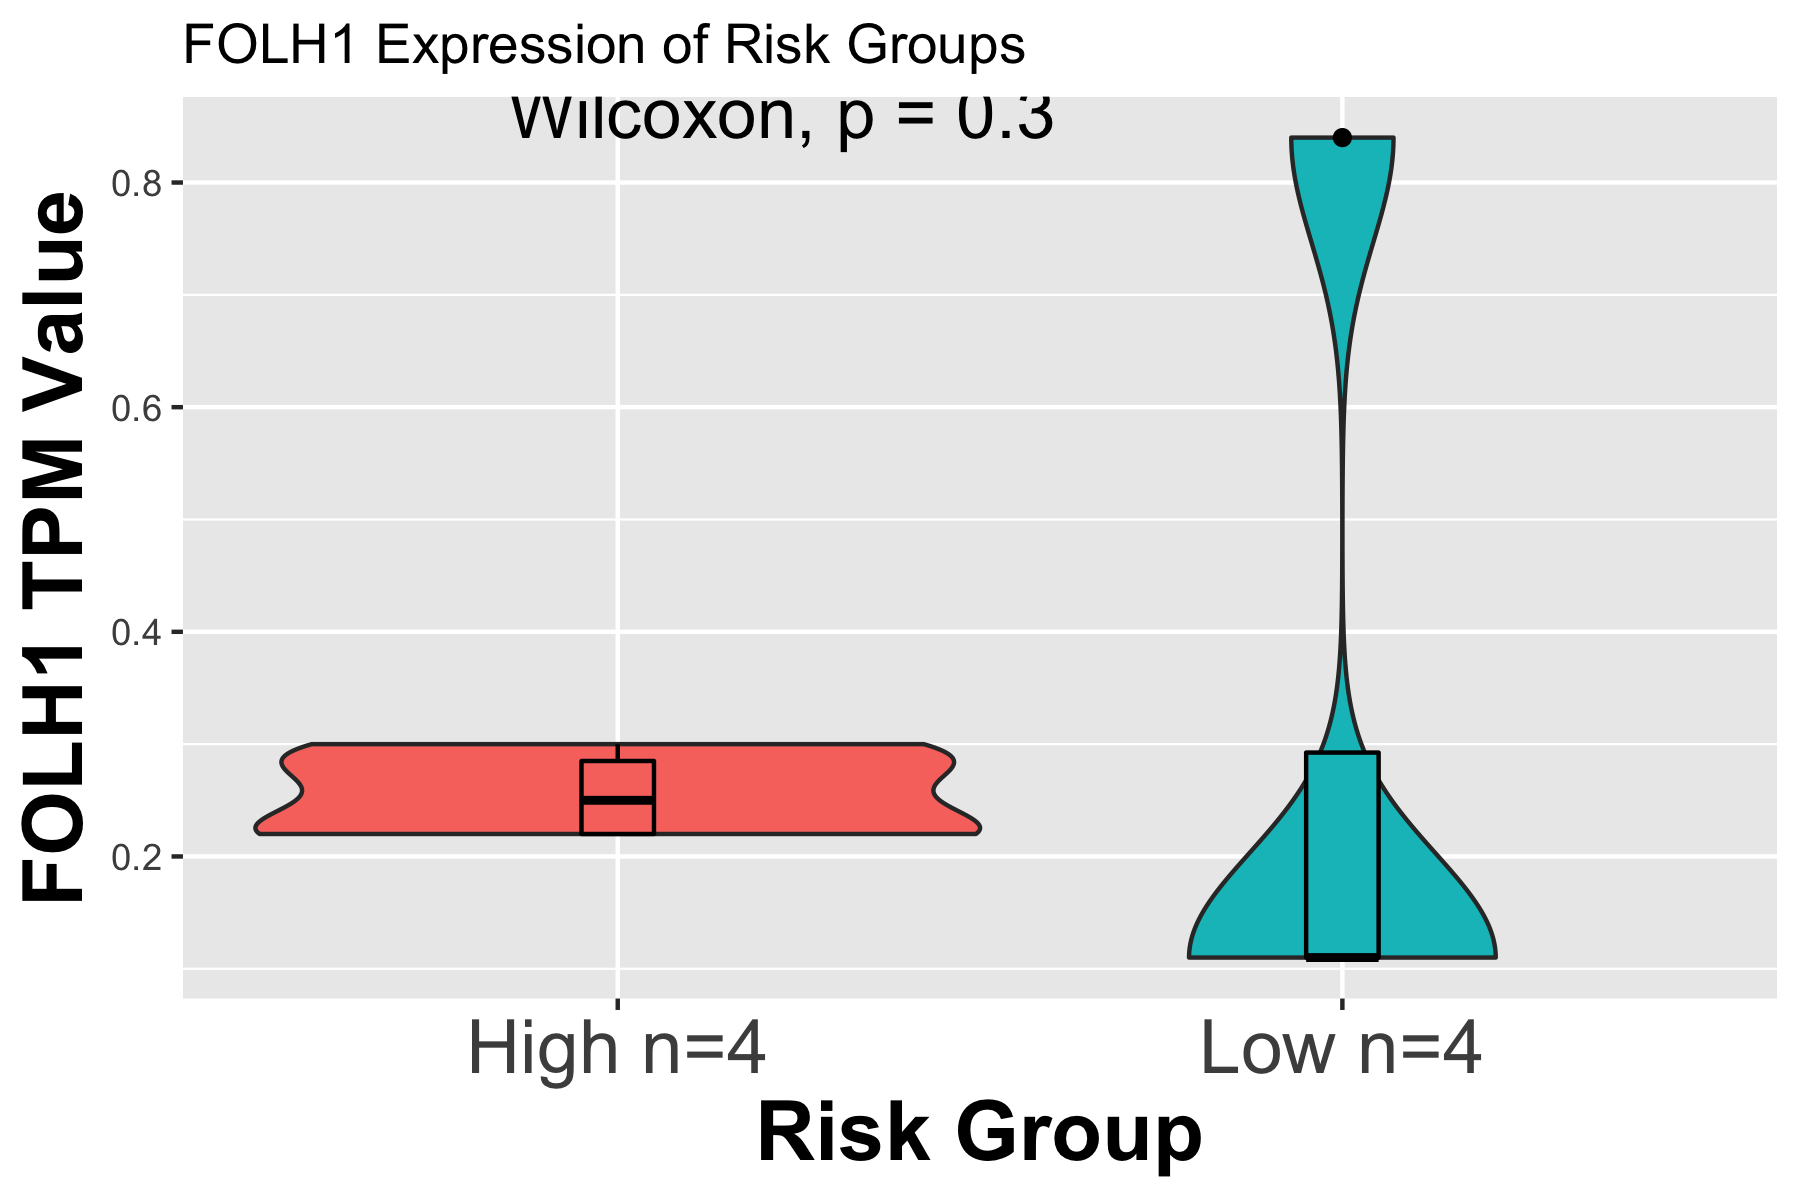 FOLH1 Expression of Risk Groups
Wilcoxon, p = 0.3
FOLH1 TPM Value
0.8
0.6
0.4
0.2
High n=4
Low n=4
Risk Group